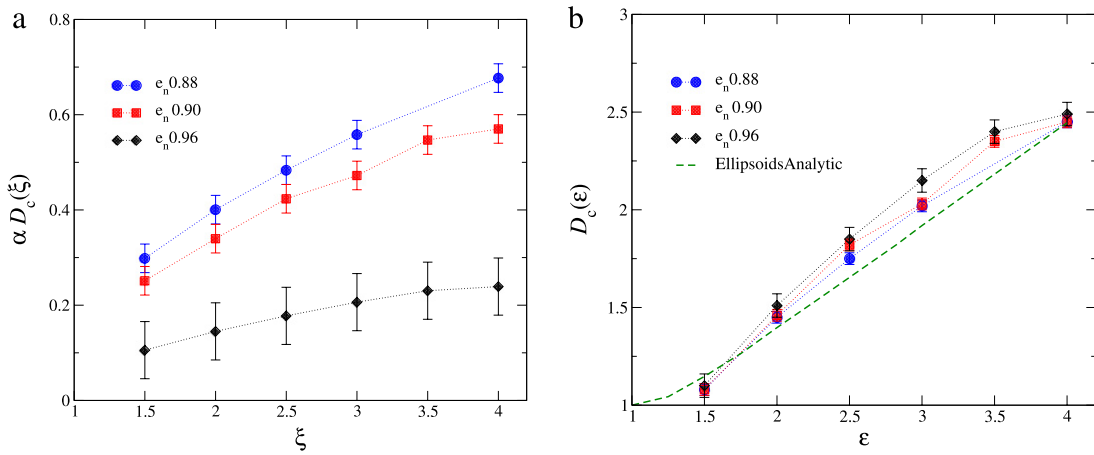 a
0.8
0.6
0.4
0.2
0
α D_c(ξ)
e_n 0.88
e_n 0.90
e_n 0.96
1 1.5 2 2.5 3 3.5 4
ξ
b
3
2.5
2
1.5
1
D_c(ε)
e_n 0.88
e_n 0.90
e_n 0.96
EllipsoidsAnalytic
1 1.5 2 2.5 3 3.5 4
ε